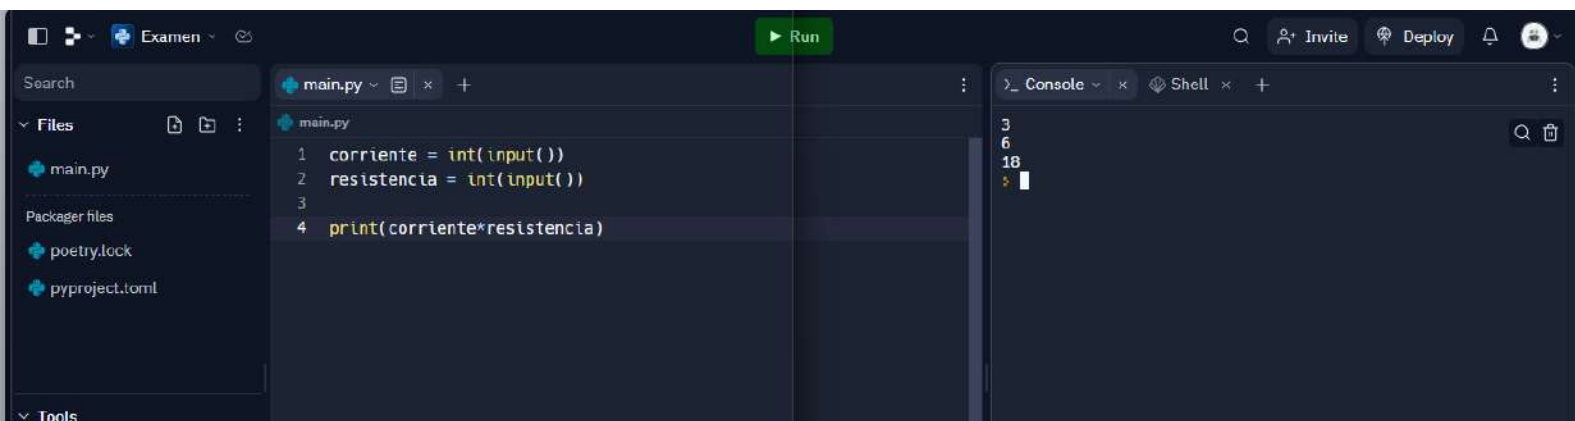 Examen
Run
Invite
Deploy
Search
main.py
+
>_ Console
Shell
+
Files
main.py
main.py
Packager files
poetry.lock
pyproject.toml
Tools
1 corriente = int(input())
2 resistencia = int(input())
3
4 print(corriente*resistencia)
3
6
18